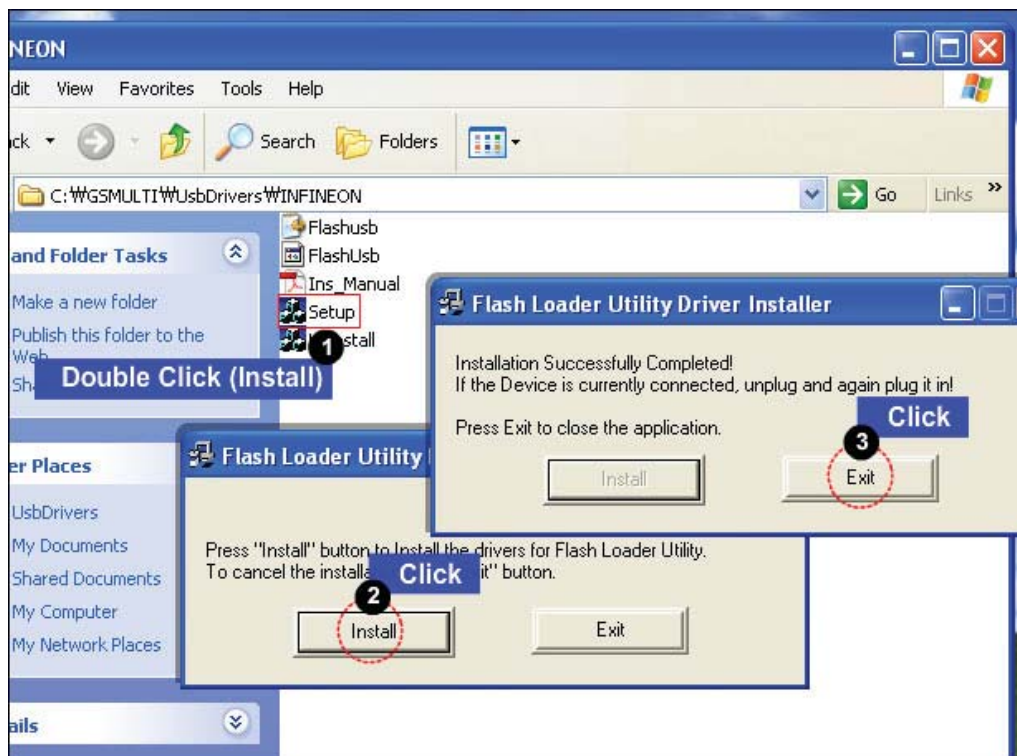 NEON
dit View Favorites Tools Help
ck Search Folders
C:₩GSMULTI₩UsbDrivers₩INFINEON Go Links »
and Folder Tasks
Make a new folder
Publish this folder to the
Web
Sh
Flashusb
FlashUsb
Ins_Manual
Setup
stall
1
Double Click (Install)
Flash Loader Utility Driver Installer
Installation Successfully Completed!
If the Device is currently connected, unplug and again plug it in!
Press Exit to close the application.
Click
3
Install Exit
er Places
UsbDrivers
My Documents
Shared Documents
My Computer
My Network Places
ails
Flash Loader Utility
Press "Install" button to Install the drivers for Flash Loader Utility.
To cancel the installa it" button.
Click
2
Install Exit